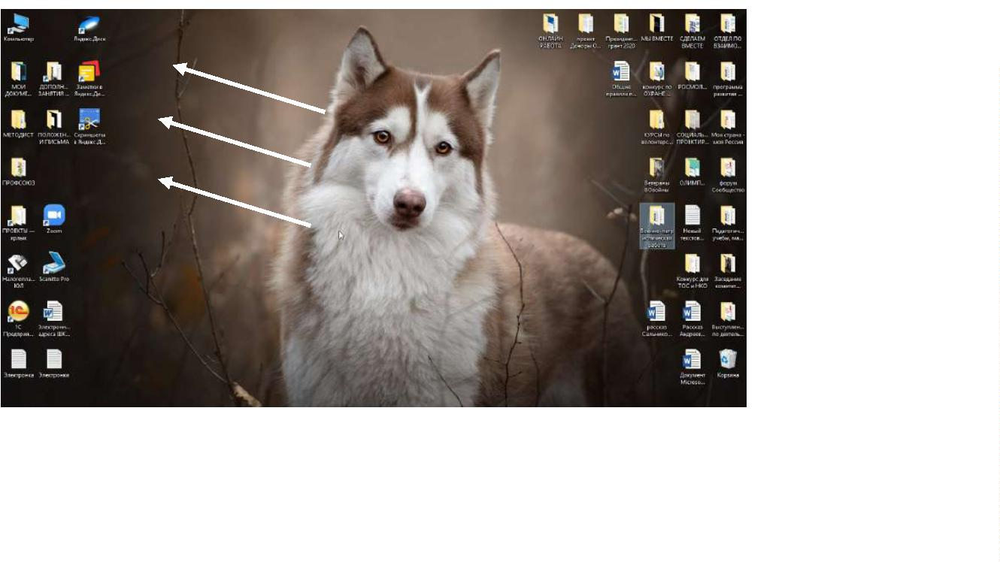 Компьютер
Яндекс.Диск
ОНЛАЙН РАБОТА
проект Доноры О...
Президент... грант 2020
МЫ ВМЕСТЕ
СДЕЛАЕМ ВМЕСТЕ
ОТДЕЛ ПО ВЗАИМО...
МОИ ДОКУМЕ...
ДОПОЛН... ЗАНЯТИЯ ...
Заметки в Яндекс.Ди...
Общие правила п...
конкурс по ОХРАНЕ ...
РОСМОЛ...
программа развития ...
МЕТОДИСТ
ПОЛОЖЕН... И ПИСЬМА
Скриншоты в Яндекс.Д...
КУРСЫ по волонтерс...
СОЦИАЛЬ... ПРОЕКТИР...
Моя страна - моя Россия
ПРОФСОЮЗ
Ветераны ВОвойны
ОЛИМП...
форум Сообщество
ПРОЕКТЫ — ярлык
Zoom
Военно-патр иотическая работа
Новый текстов...
Педагогич... учебы, ма...
Налогопла... ЮЛ
Scanitto Pro
Конкурс для ТОС и НКО
Заседание комитет...
1С Предприя...
Электронн... адреса ШК...
рассказ Сальнико...
Рассказ Андреев...
Выступлен... по деятель...
Электронка
Электронки
Документ Microso...
Корзина